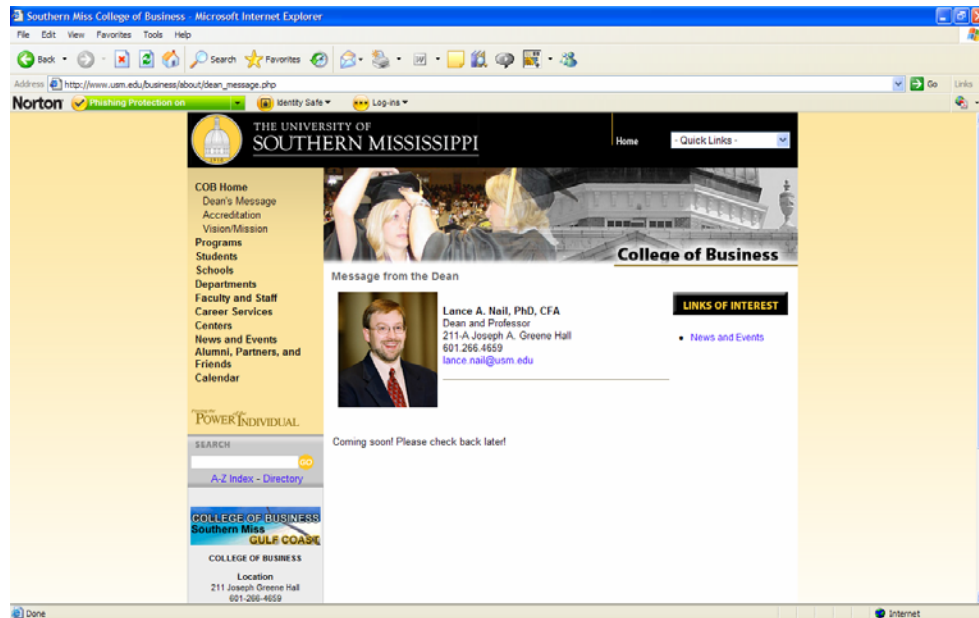 Southern Miss College of Business - Microsoft Internet Explorer
File Edit View Favorites Tools Help
Back Search Favorites
Address http://www.usm.edu/business/about/dean_message.php Go Links
Norton Phishing Protection on Identity Safe Log-ins
THE UNIVERSITY OF
SOUTHERN MISSISSIPPI
1910
Home - Quick Links -
COB Home
Dean's Message
Accreditation
Vision/Mission
Programs
Students
Schools
Departments
Faculty and Staff
Career Services
Centers
News and Events
Alumni, Partners, and
Friends
Calendar
POWER INDIVIDUAL
SEARCH
GO
A-Z Index - Directory
COLLEGE OF BUSINESS
Southern Miss
GULF COAST
COLLEGE OF BUSINESS
Location
211 Joseph Greene Hall
601-266-4659
College of Business
Message from the Dean
Lance A. Nail, PhD, CFA
Dean and Professor
211-A Joseph A. Greene Hall
601.266.4659
lance.nail@usm.edu
Coming soon! Please check back later!
LINKS OF INTEREST
News and Events
Done Internet